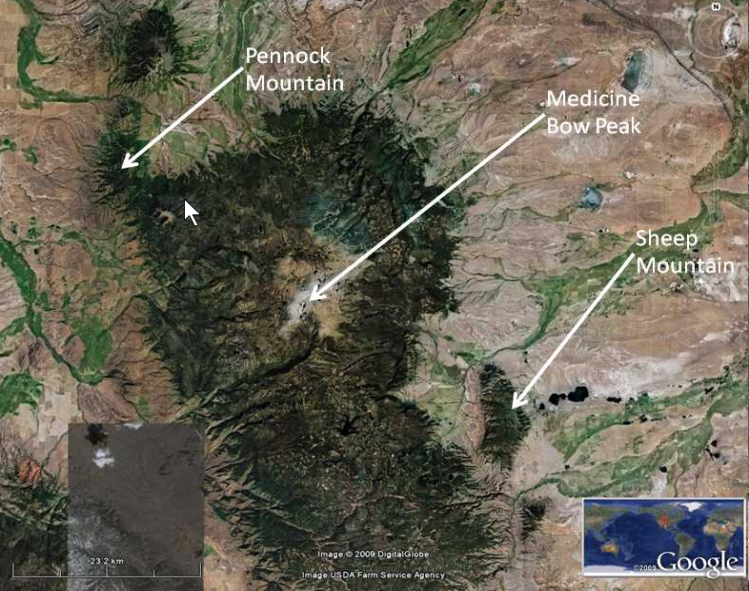 N
Pennock
Mountain
Medicine
Bow Peak
Sheep
Mountain
23.2 km
Image © 2009 DigitalGlobe
Image USDA Farm Service Agency
©2009 Google